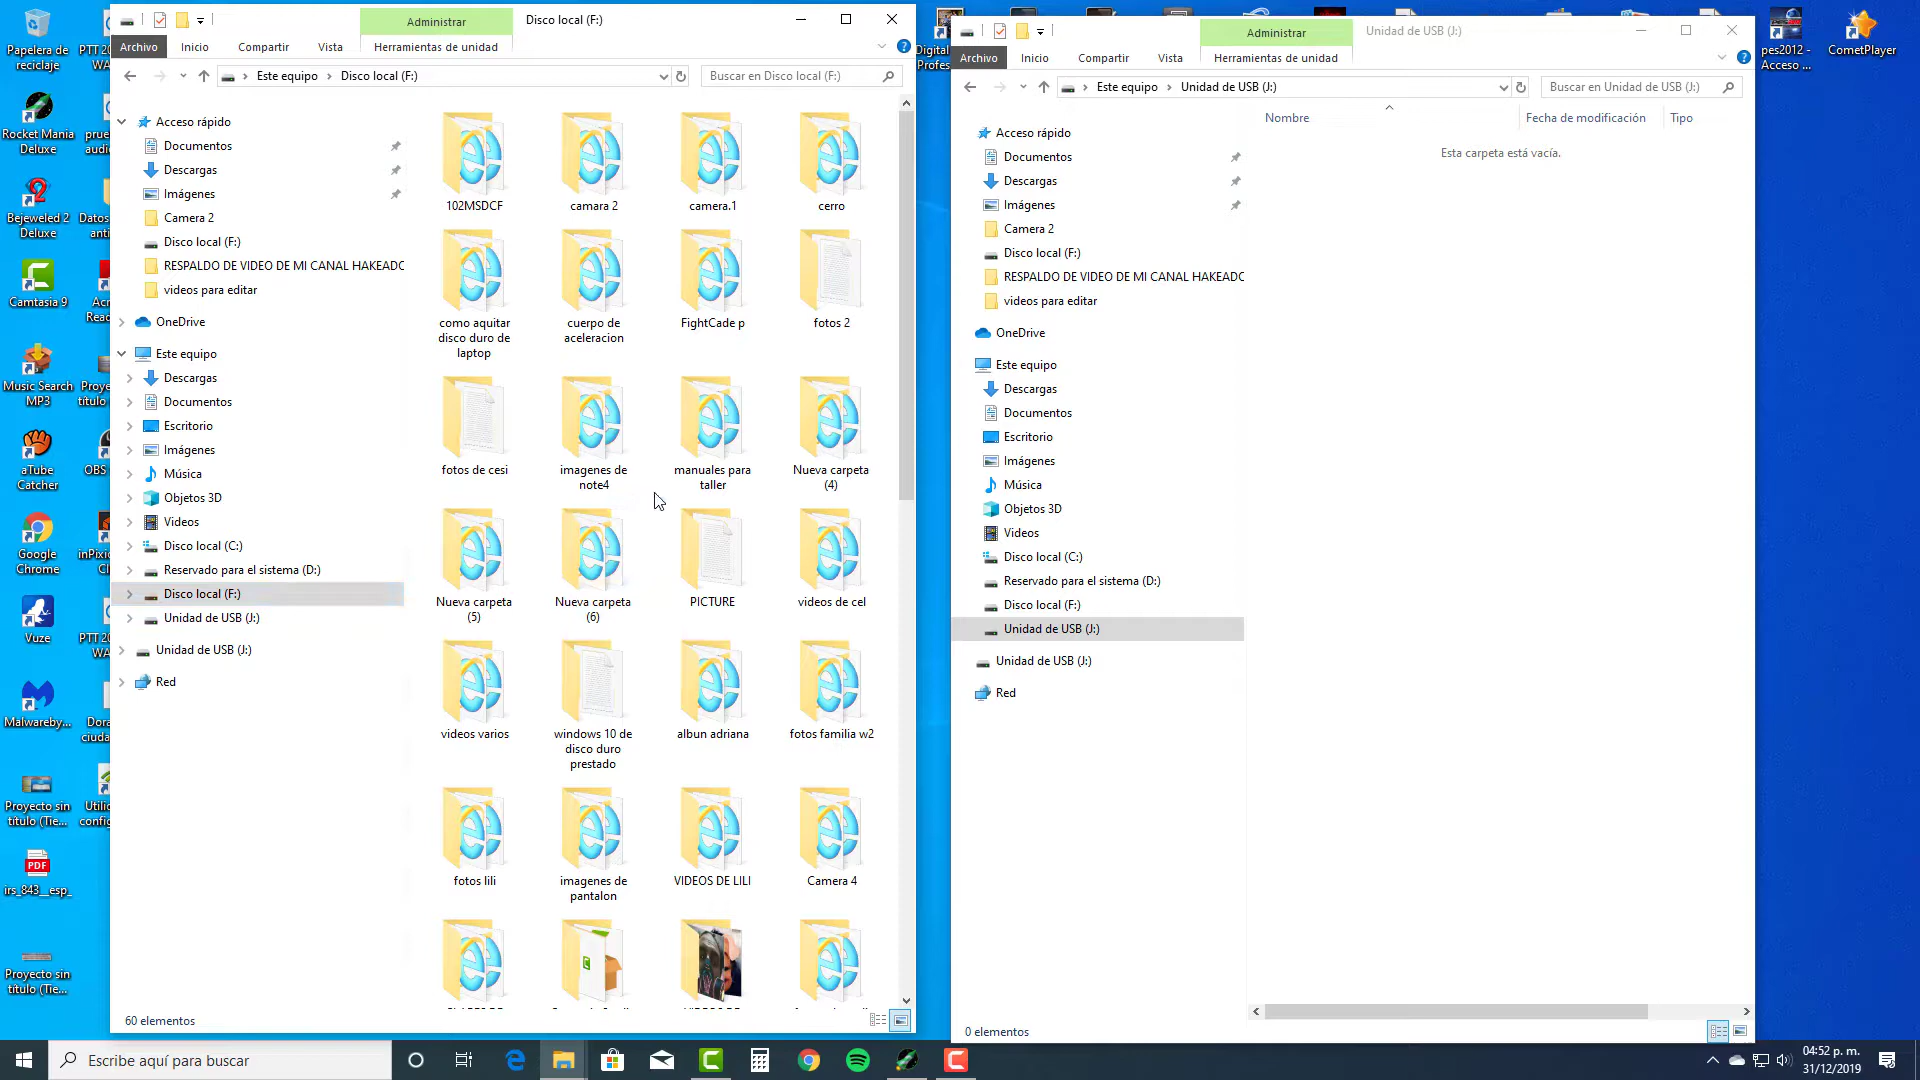 Papelera de
reciclaje
Rocket Mania
Deluxe
Bejeweled 2
Deluxe
Camtasia 9
Music Search
MP3
aTube
Catcher
Google
Chrome
Vuze
Malwareby...
Proyecto sin
título (Tie...
PDF
irs_843__esp_
Proyecto sin
título (Tie...
Administrar
Disco local (F:)
Archivo
Inicio
Compartir
Vista
Herramientas de unidad
Este equipo
Disco local (F:)
Buscar en Disco local (F:)
Acceso rápido
Documentos
Descargas
Imágenes
Camera 2
Disco local (F:)
RESPALDO DE VIDEO DE MI CANAL HAKEADO
videos para editar
OneDrive
Este equipo
Descargas
Documentos
Escritorio
Imágenes
Música
Objetos 3D
Videos
Disco local (C:)
Reservado para el sistema (D:)
Disco local (F:)
Unidad de USB (J:)
Unidad de USB (J:)
Red
102MSDCF
camara 2
camera.1
cerro
como aquitar
disco duro de
laptop
cuerpo de
aceleracion
FightCade p
fotos 2
fotos de cesi
imagenes de
note4
manuales para
taller
Nueva carpeta
(4)
Nueva carpeta
(5)
Nueva carpeta
(6)
PICTURE
videos de cel
videos varios
windows 10 de
disco duro
prestado
albun adriana
fotos familia w2
fotos lili
imagenes de
pantalon
VIDEOS DE LILI
Camera 4
60 elementos
Administrar
Unidad de USB (J:)
Archivo
Inicio
Compartir
Vista
Herramientas de unidad
Este equipo
Unidad de USB (J:)
Buscar en Unidad de USB (J:)
Nombre
Fecha de modificación
Tipo
Esta carpeta está vacía.
Acceso rápido
Documentos
Descargas
Imágenes
Camera 2
Disco local (F:)
RESPALDO DE VIDEO DE MI CANAL HAKEADO
videos para editar
OneDrive
Este equipo
Descargas
Documentos
Escritorio
Imágenes
Música
Objetos 3D
Videos
Disco local (C:)
Reservado para el sistema (D:)
Disco local (F:)
Unidad de USB (J:)
Unidad de USB (J:)
Red
0 elementos
pes2012 -
Acceso ...
CometPlayer
Escribe aquí para buscar
04:52 p. m.
31/12/2019